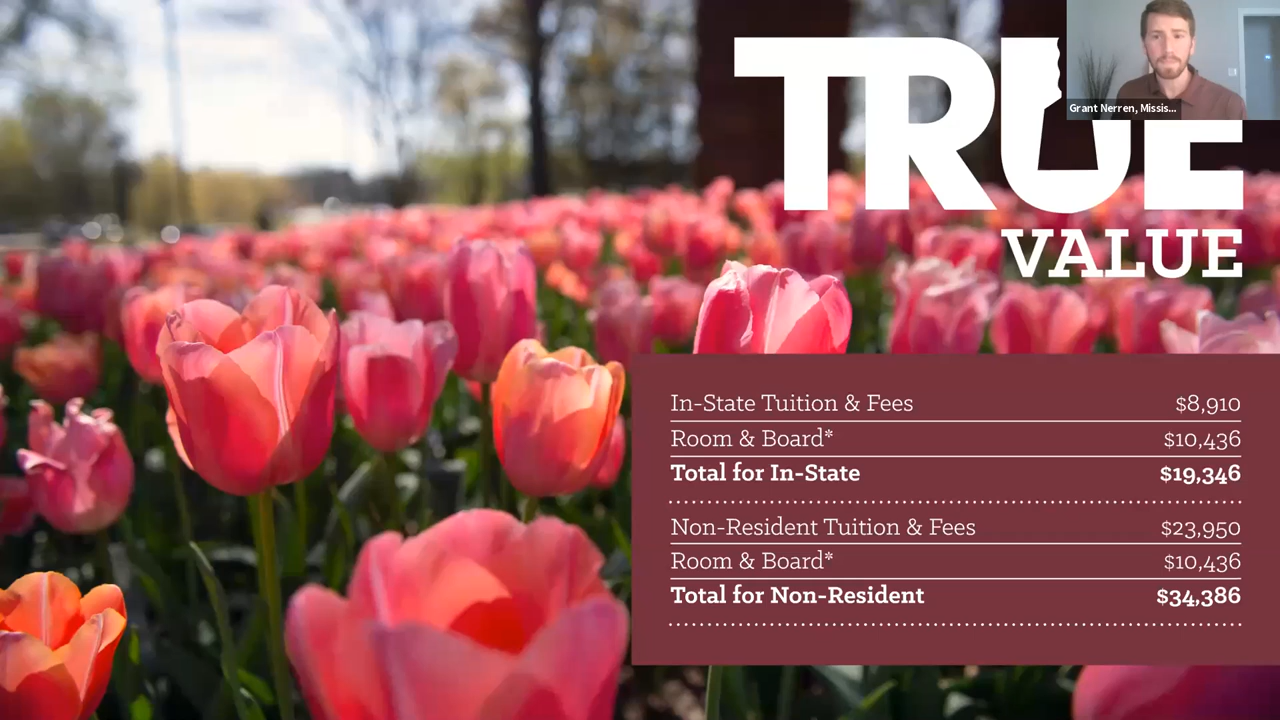 TRUE
Grant Nerren, Missis...
VALUE
In-State Tuition & Fees $8,910
Room & Board* $10,436
Total for In-State $19,346
Non-Resident Tuition & Fees $23,950
Room & Board* $10,436
Total for Non-Resident $34,386